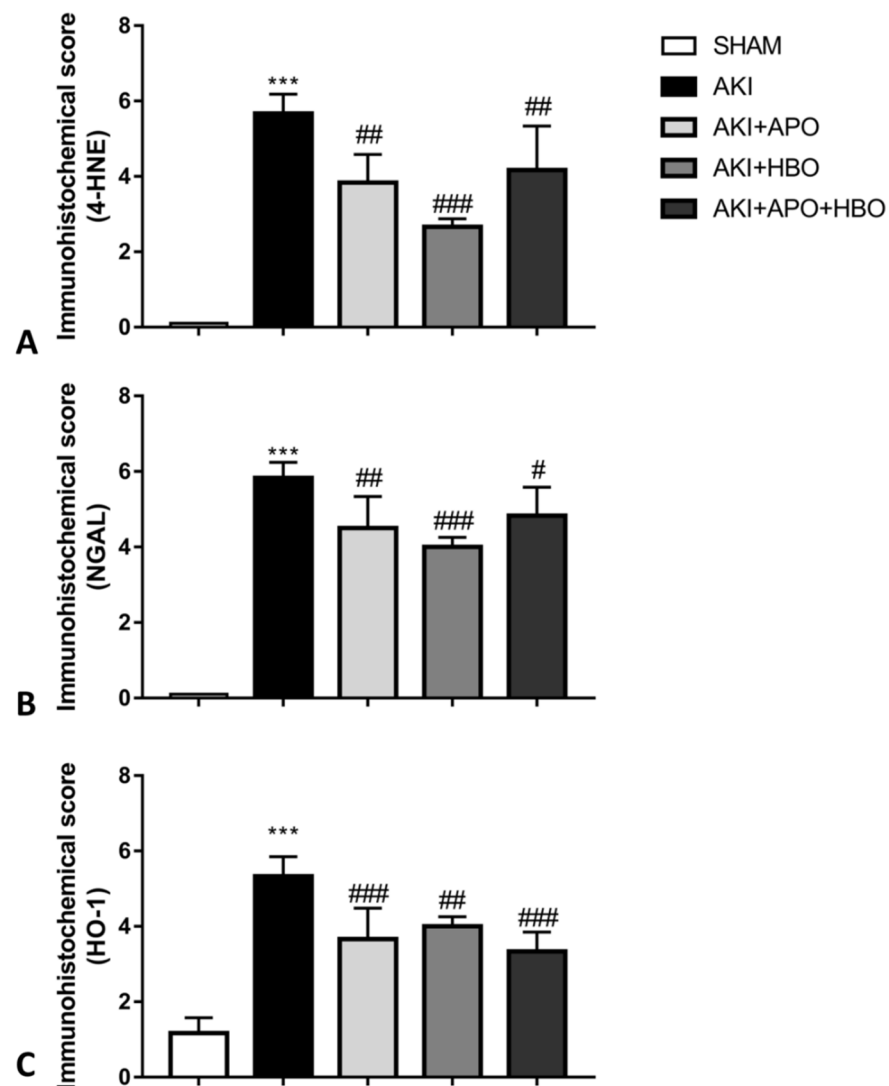 8
6
4
2
0
Immunohistochemical score
(4-HNE)
***
##
###
##
A
SHAM
AKI
AKI+APO
AKI+HBO
AKI+APO+HBO
8
6
4
2
0
Immunohistochemical score
(NGAL)
***
##
###
#
B
8
6
4
2
0
Immunohistochemical score
(HO-1)
***
###
##
###
C